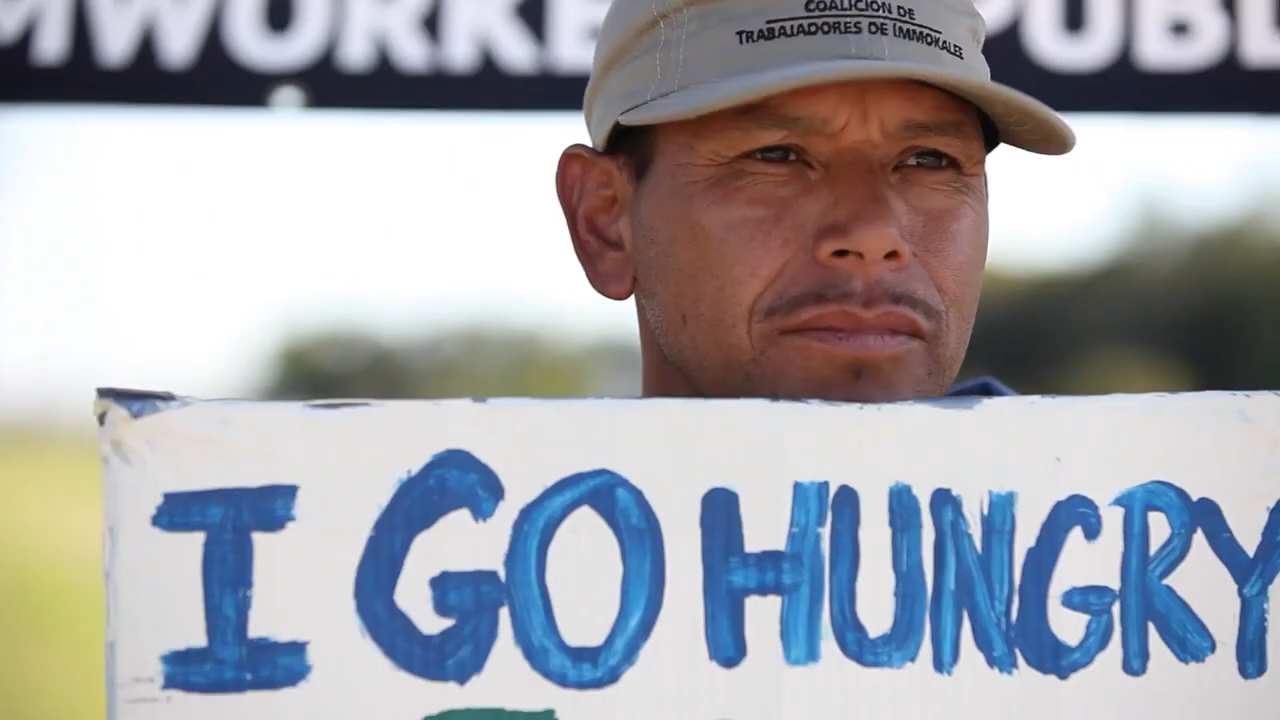 MWORKE PUBL
COALICION DE
TRABAJADORES DE IMMOKALEE
I GO HUNGRY